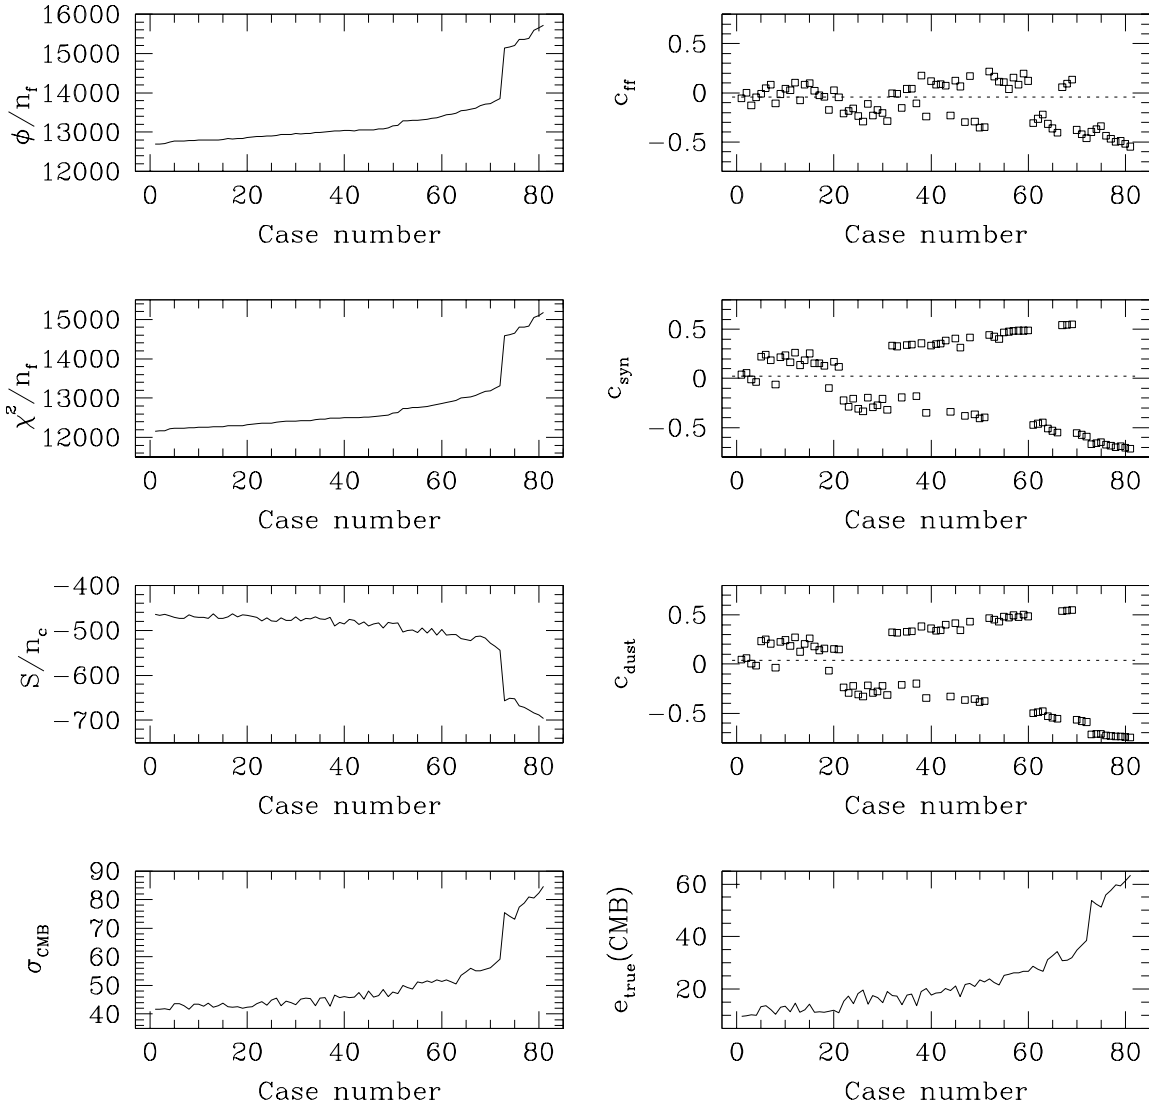 16000
15000
14000
13000
12000
ϕ/n_f
0 20 40 60 80
Case number
0.5
0
−0.5
c_ff
0 20 40 60 80
Case number
15000
14000
13000
12000
χ²/n_f
0 20 40 60 80
Case number
0.5
0
−0.5
c_syn
0 20 40 60 80
Case number
−400
−500
−600
−700
S/n_c
0 20 40 60 80
Case number
0.5
0
−0.5
c_dust
0 20 40 60 80
Case number
90
80
70
60
50
40
σ_CMB
0 20 40 60 80
Case number
60
40
20
e_true(CMB)
0 20 40 60 80
Case number